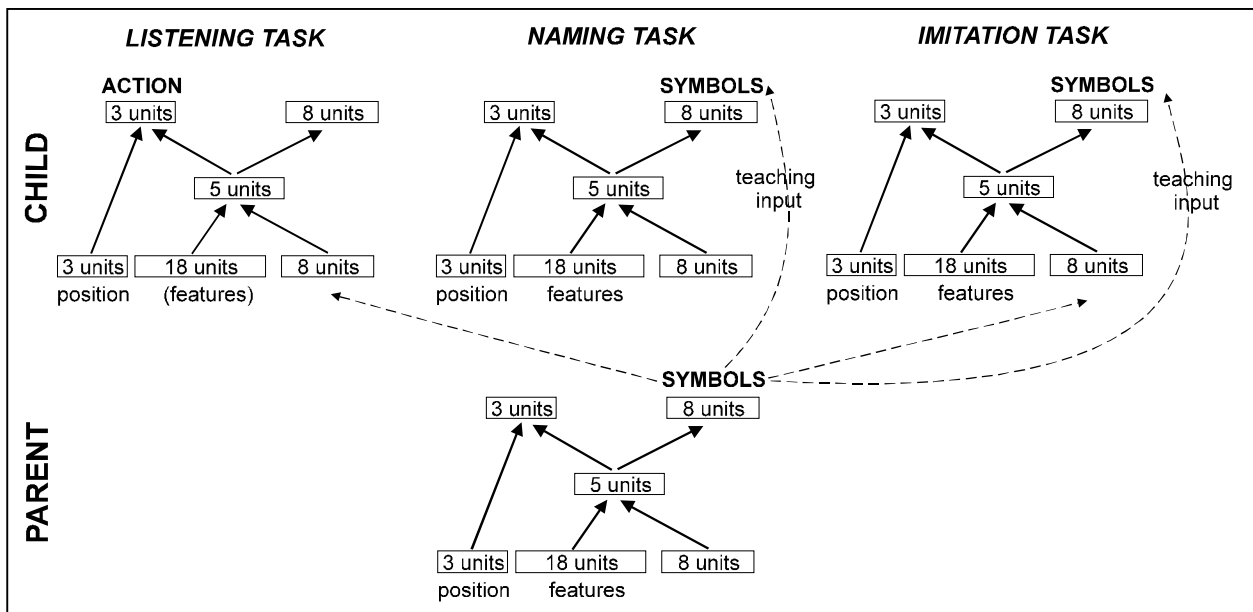 LISTENING TASK NAMING TASK IMITATION TASK
CHILD
ACTION SYMBOLS SYMBOLS
3 units 8 units 3 units 8 units 3 units 8 units
5 units 5 units 5 units
teaching input teaching input
3 units 18 units 8 units 3 units 18 units 8 units 3 units 18 units 8 units
position (features) position features position features
PARENT
SYMBOLS
3 units 8 units
5 units
3 units 18 units 8 units
position features